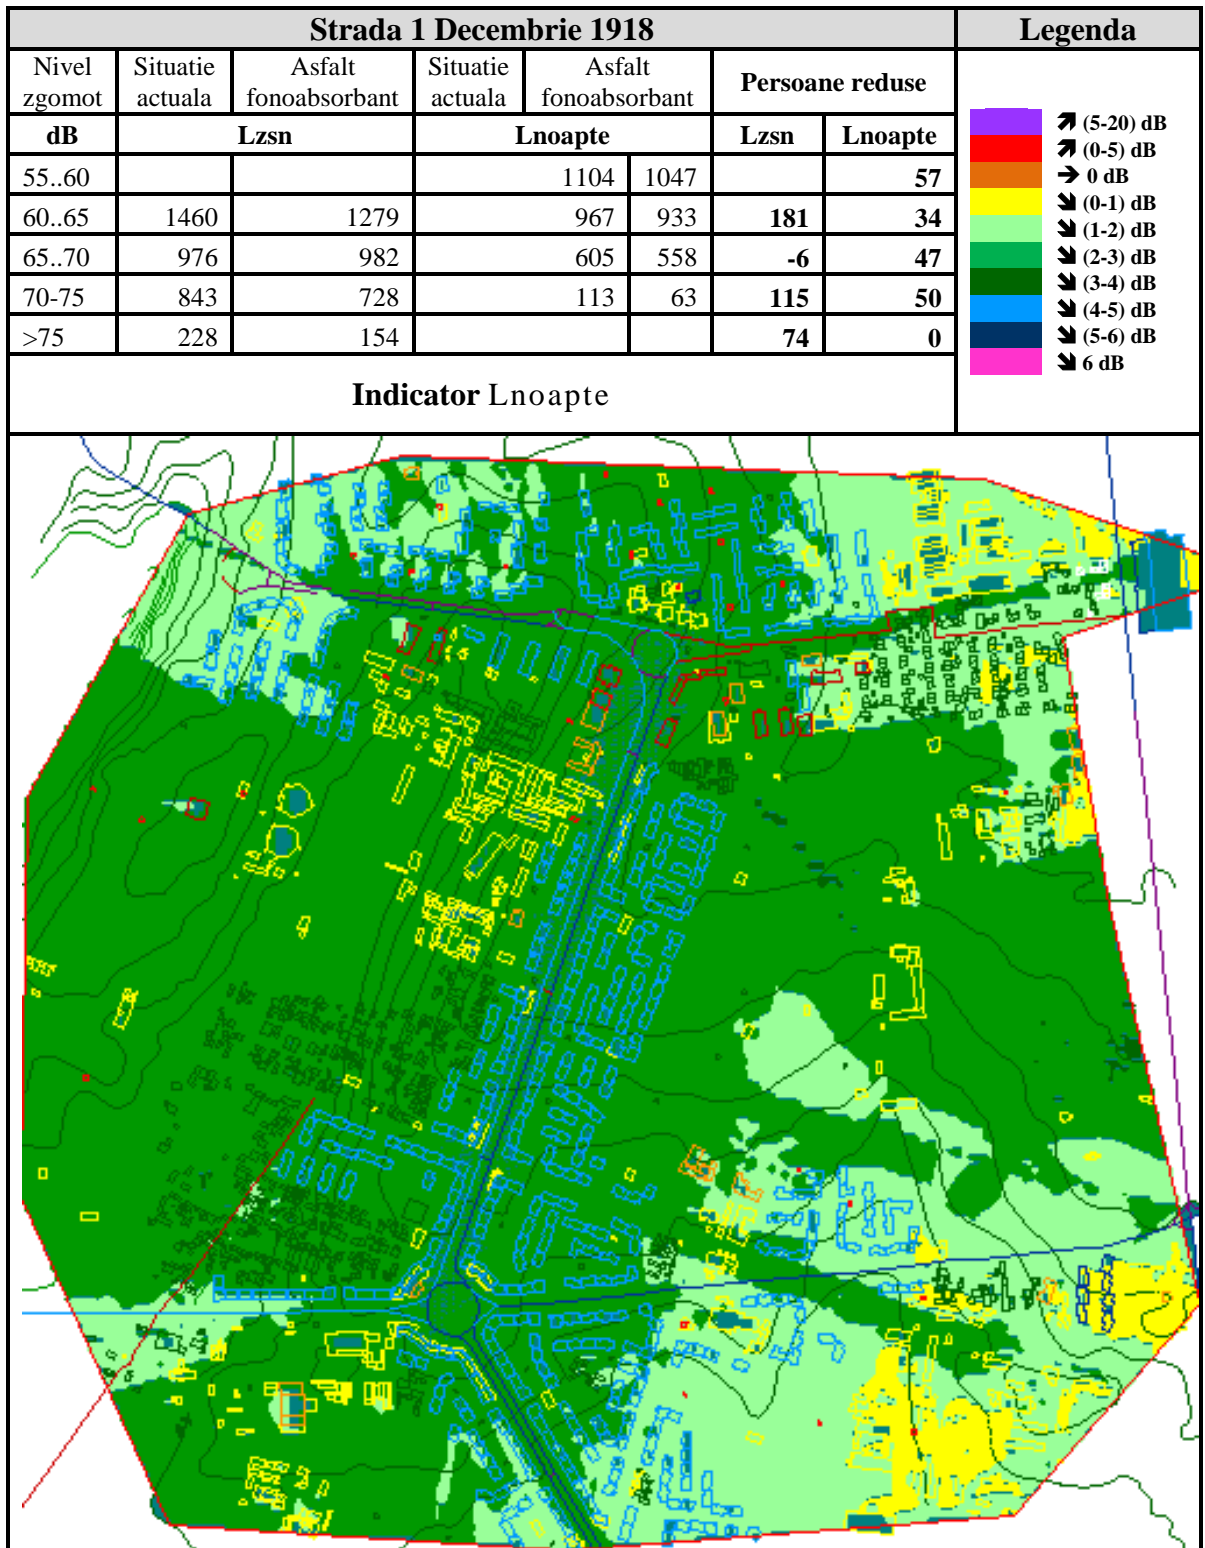 Strada 1 Decembrie 1918
Legenda
Nivel zgomot Situatie actuala Asfalt fonoabsorbant Situatie actuala Asfalt fonoabsorbant Persoane reduse
dB Lzsn Lnoapte Lzsn Lnoapte
55..60 1104 1047 57
60..65 1460 1279 967 933 181 34
65..70 976 982 605 558 -6 47
70-75 843 728 113 63 115 50
>75 228 154 74 0
Indicator Lnoapte
🡽 (5-20) dB
🡽 (0-5) dB
🡺 0 dB
🡾 (0-1) dB
🡾 (1-2) dB
🡾 (2-3) dB
🡾 (3-4) dB
🡾 (4-5) dB
🡾 (5-6) dB
🡾 6 dB